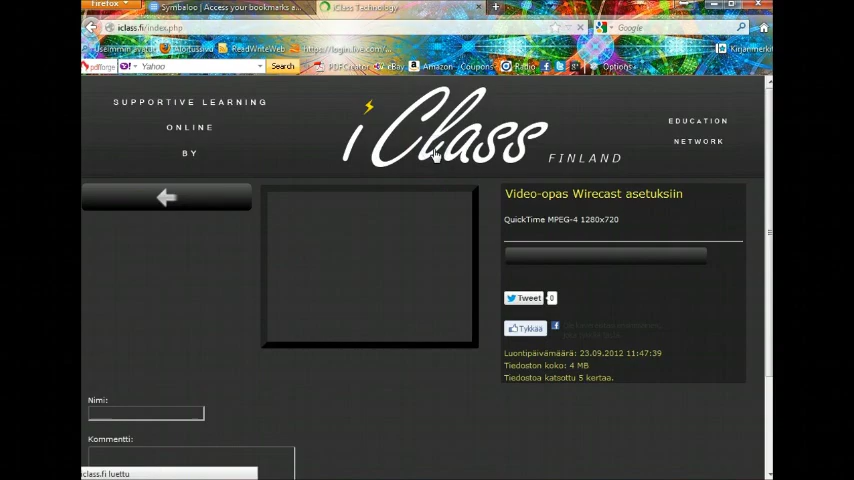 Firefox
Symbaloo | Access your bookmarks a...
iClass Technology
iclass.fi/index.php
Google
Useimmin avatut
Aloitussivu
ReadWriteWeb
https://login.live.com/...
Kirjanmerkit
pdfforge
Yahoo
Search
PDFCreator
eBay
Amazon
Coupons
Radio
Options
SUPPORTIVE LEARNING
ONLINE
BY
iClass
FINLAND
EDUCATION
NETWORK
Video-opas Wirecast asetuksiin
QuickTime MPEG-4 1280x720
Tweet
0
Tykkää
Luontipäivämäärä: 23.09.2012 11:47:39
Tiedoston koko: 4 MB
Tiedostoa katsottu 5 kertaa.
Nimi:
Kommentti:
iclass.fi luettu